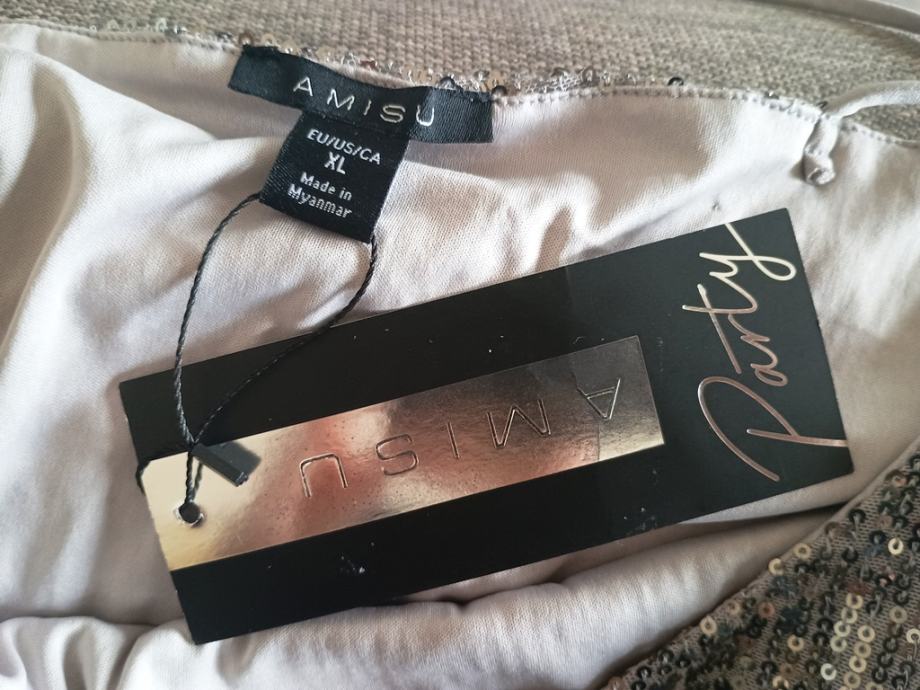 AMISU
EU/US/CA
XL
Made in
Myanmar
Party
AMISU